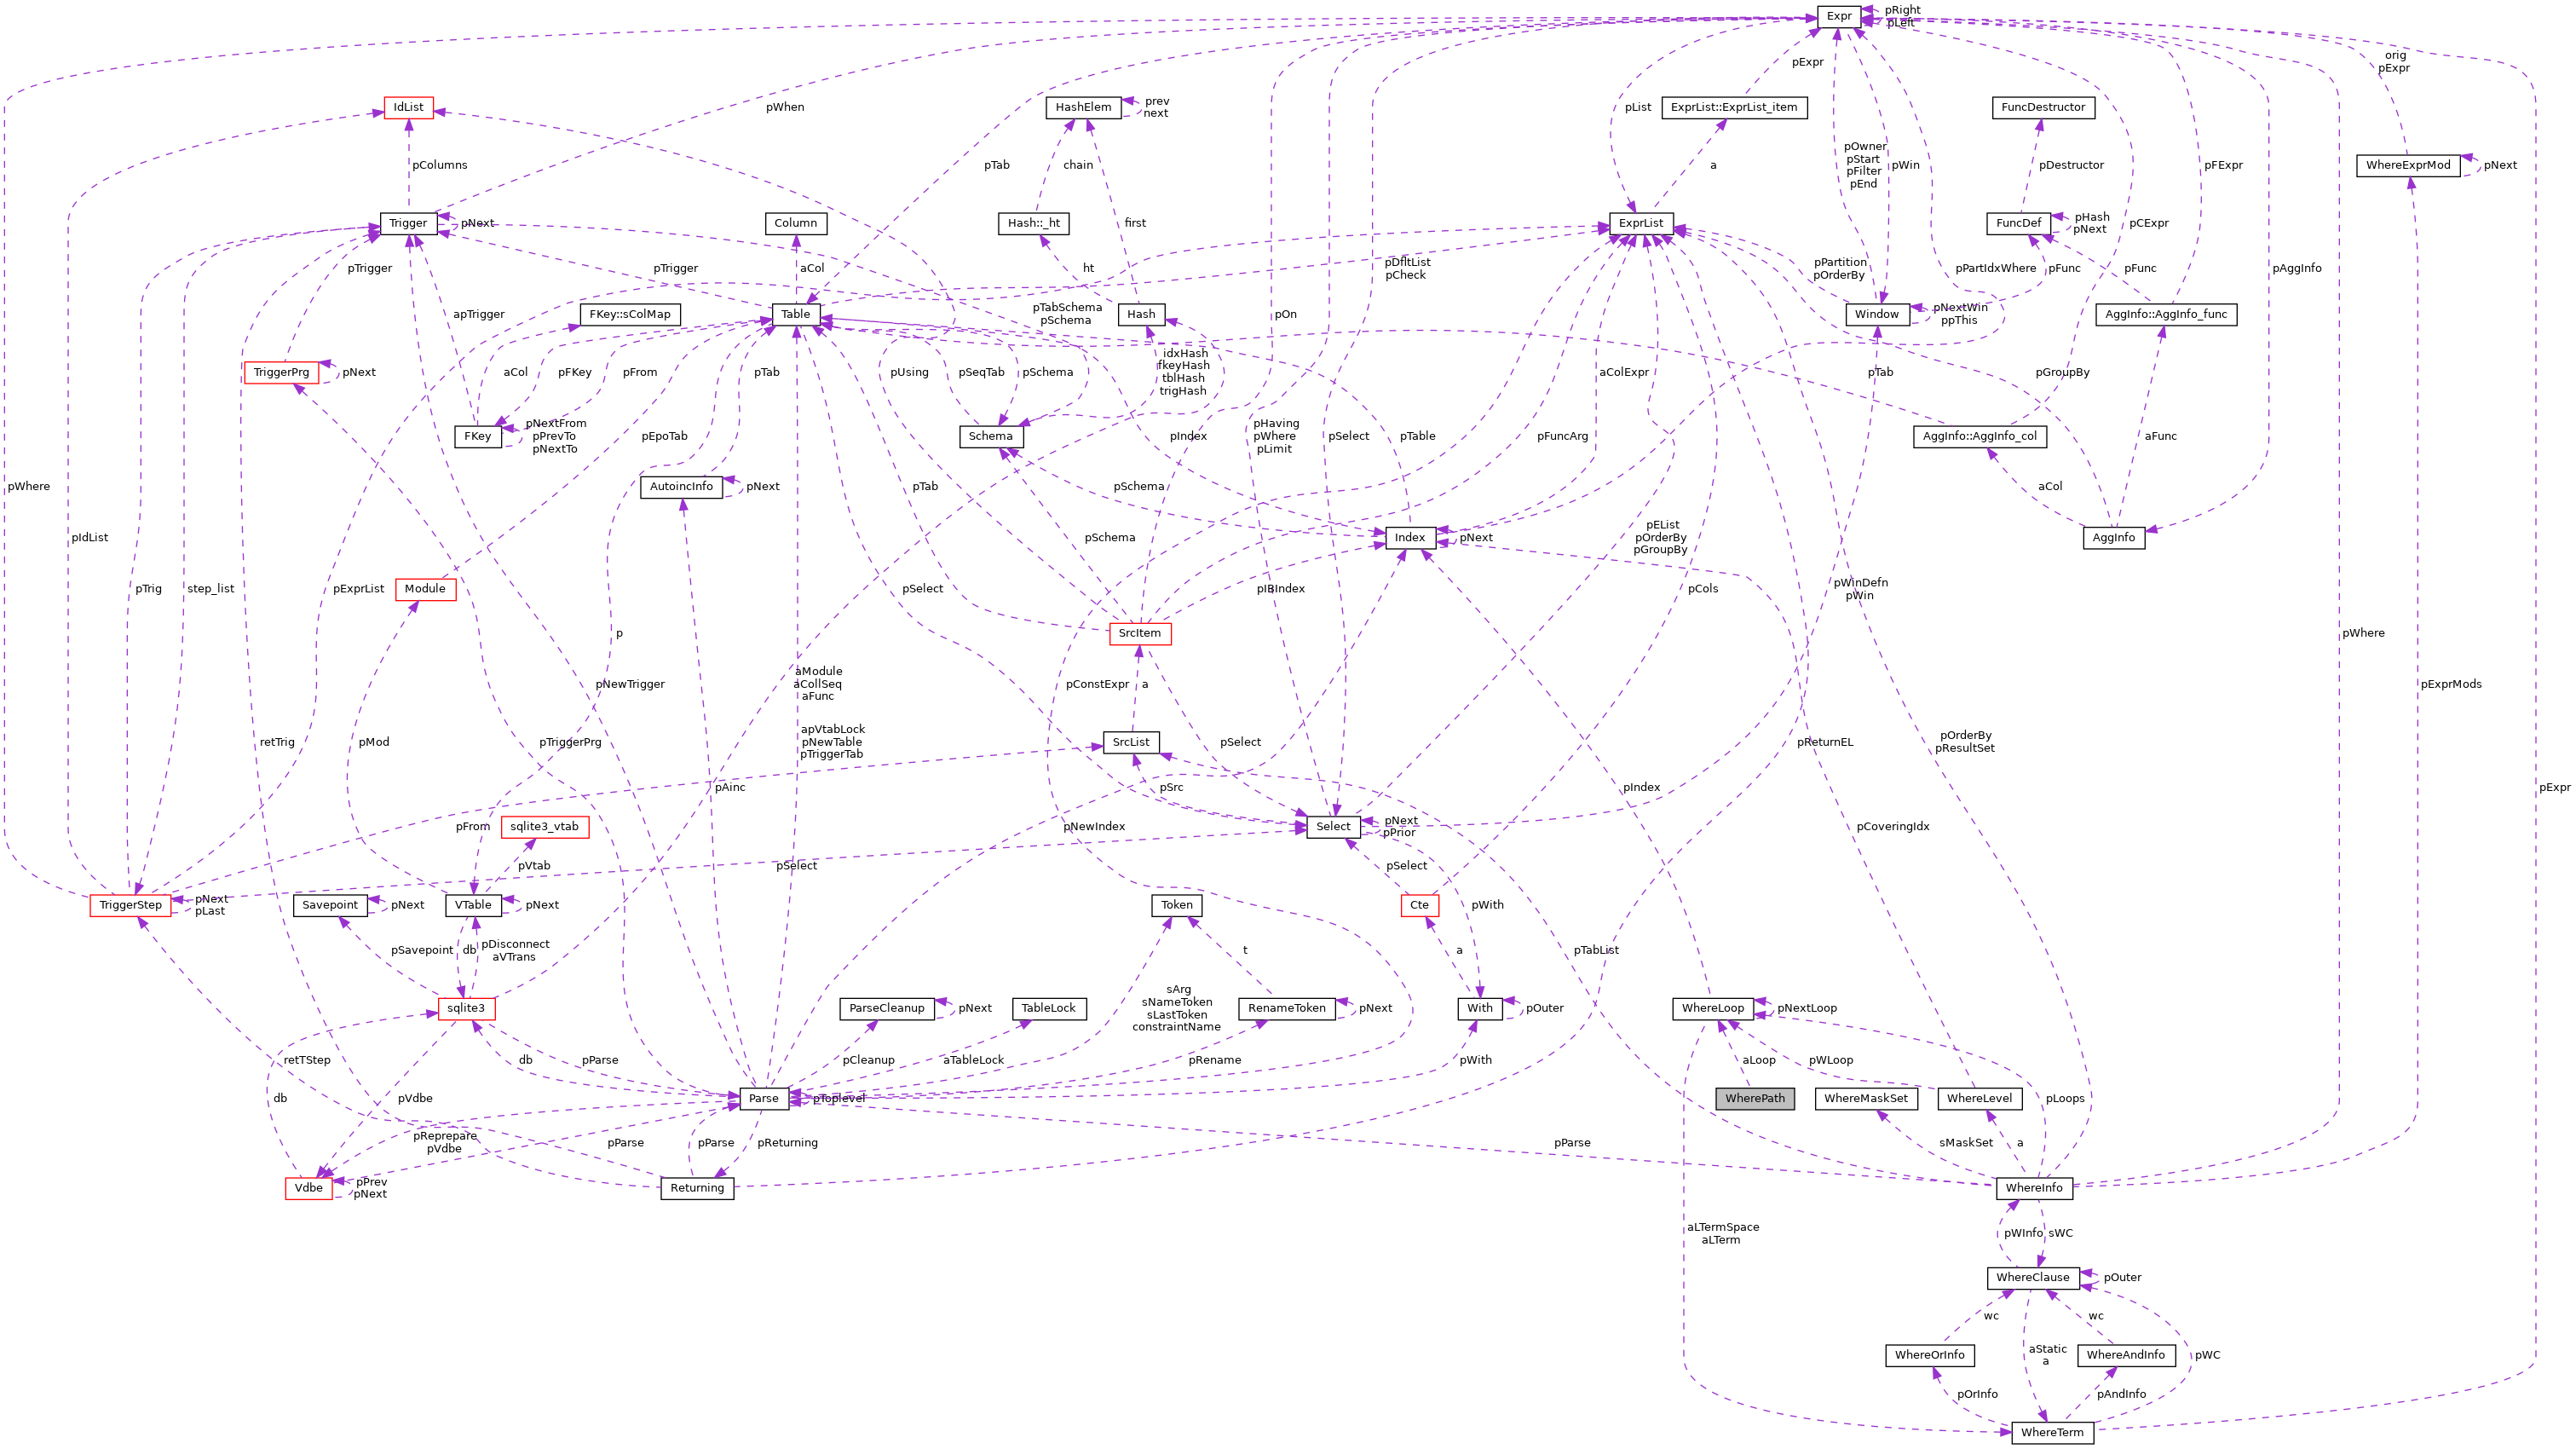 Expr
pRight
pLeft
orig
pExpr
pExpr
IdList
pWhen
HashElem
prev
next
pList
ExprList::ExprList_item
FuncDestructor
pColumns
pTab
chain
pOwner
pStart
pFilter
pEnd
pWin
a
pDestructor
pFExpr
WhereExprMod
pNext
Trigger
pNext
Column
Hash::_ht
first
ExprList
FuncDef
pHash
pNext
pCExpr
pTrigger
pTrigger
aCol
ht
pDfltList
pCheck
pPartition
pOrderBy
pPartIdxWhere
pFunc
pFunc
pAggInfo
apTrigger
FKey::sColMap
Table
pTabSchema
pSchema
Hash
pOn
Window
pNextWin
ppThis
AggInfo::AggInfo_func
TriggerPrg
pNext
aCol
pFKey
pFrom
pTab
pUsing
pSeqTab
pSchema
idxHash
fkeyHash
tblHash
trigHash
aColExpr
pTab
pGroupBy
FKey
pNextFrom
pPrevTo
pNextTo
pEpoTab
Schema
pIndex
pHaving
pWhere
pLimit
pSelect
pTable
pFuncArg
AggInfo::AggInfo_col
aFunc
pWhere
AutoincInfo
pNext
pTab
pSchema
aCol
pIdList
pSchema
Index
pNext
pEList
pOrderBy
pGroupBy
AggInfo
pTrig
step_list
pExprList
Module
pSelect
pIBIndex
pCols
pWinDefn
pWin
p
SrcItem
pWhere
pNewTrigger
aModule
aCollSeq
aFunc
pConstExpr
a
pExprMods
retTrig
pMod
pTriggerPrg
apVtabLock
pNewTable
pTriggerTab
SrcList
pSelect
pReturnEL
pOrderBy
pResultSet
pAinc
pSrc
pIndex
pExpr
pFrom
sqlite3_vtab
pNewIndex
Select
pNext
pPrior
pCoveringIdx
pVtab
pSelect
pSelect
TriggerStep
pNext
pLast
Savepoint
pNext
VTable
pNext
Token
Cte
pWith
pSavepoint
db
pDisconnect
aVTrans
t
a
pTabList
sqlite3
ParseCleanup
pNext
TableLock
sArg
sNameToken
sLastToken
constraintName
RenameToken
pNext
With
pOuter
WhereLoop
pNextLoop
retTStep
db
pParse
pCleanup
aTableLock
pRename
pWith
aLoop
pWLoop
db
pVdbe
Parse
pToplevel
WherePath
WhereMaskSet
WhereLevel
pLoops
pReprepare
pVdbe
pParse
pParse
pReturning
pParse
sMaskSet
a
Vdbe
pPrev
pNext
Returning
WhereInfo
aLTermSpace
aLTerm
pWInfo
sWC
WhereClause
pOuter
wc
wc
WhereOrInfo
aStatic
a
WhereAndInfo
pWC
pOrInfo
pAndInfo
WhereTerm